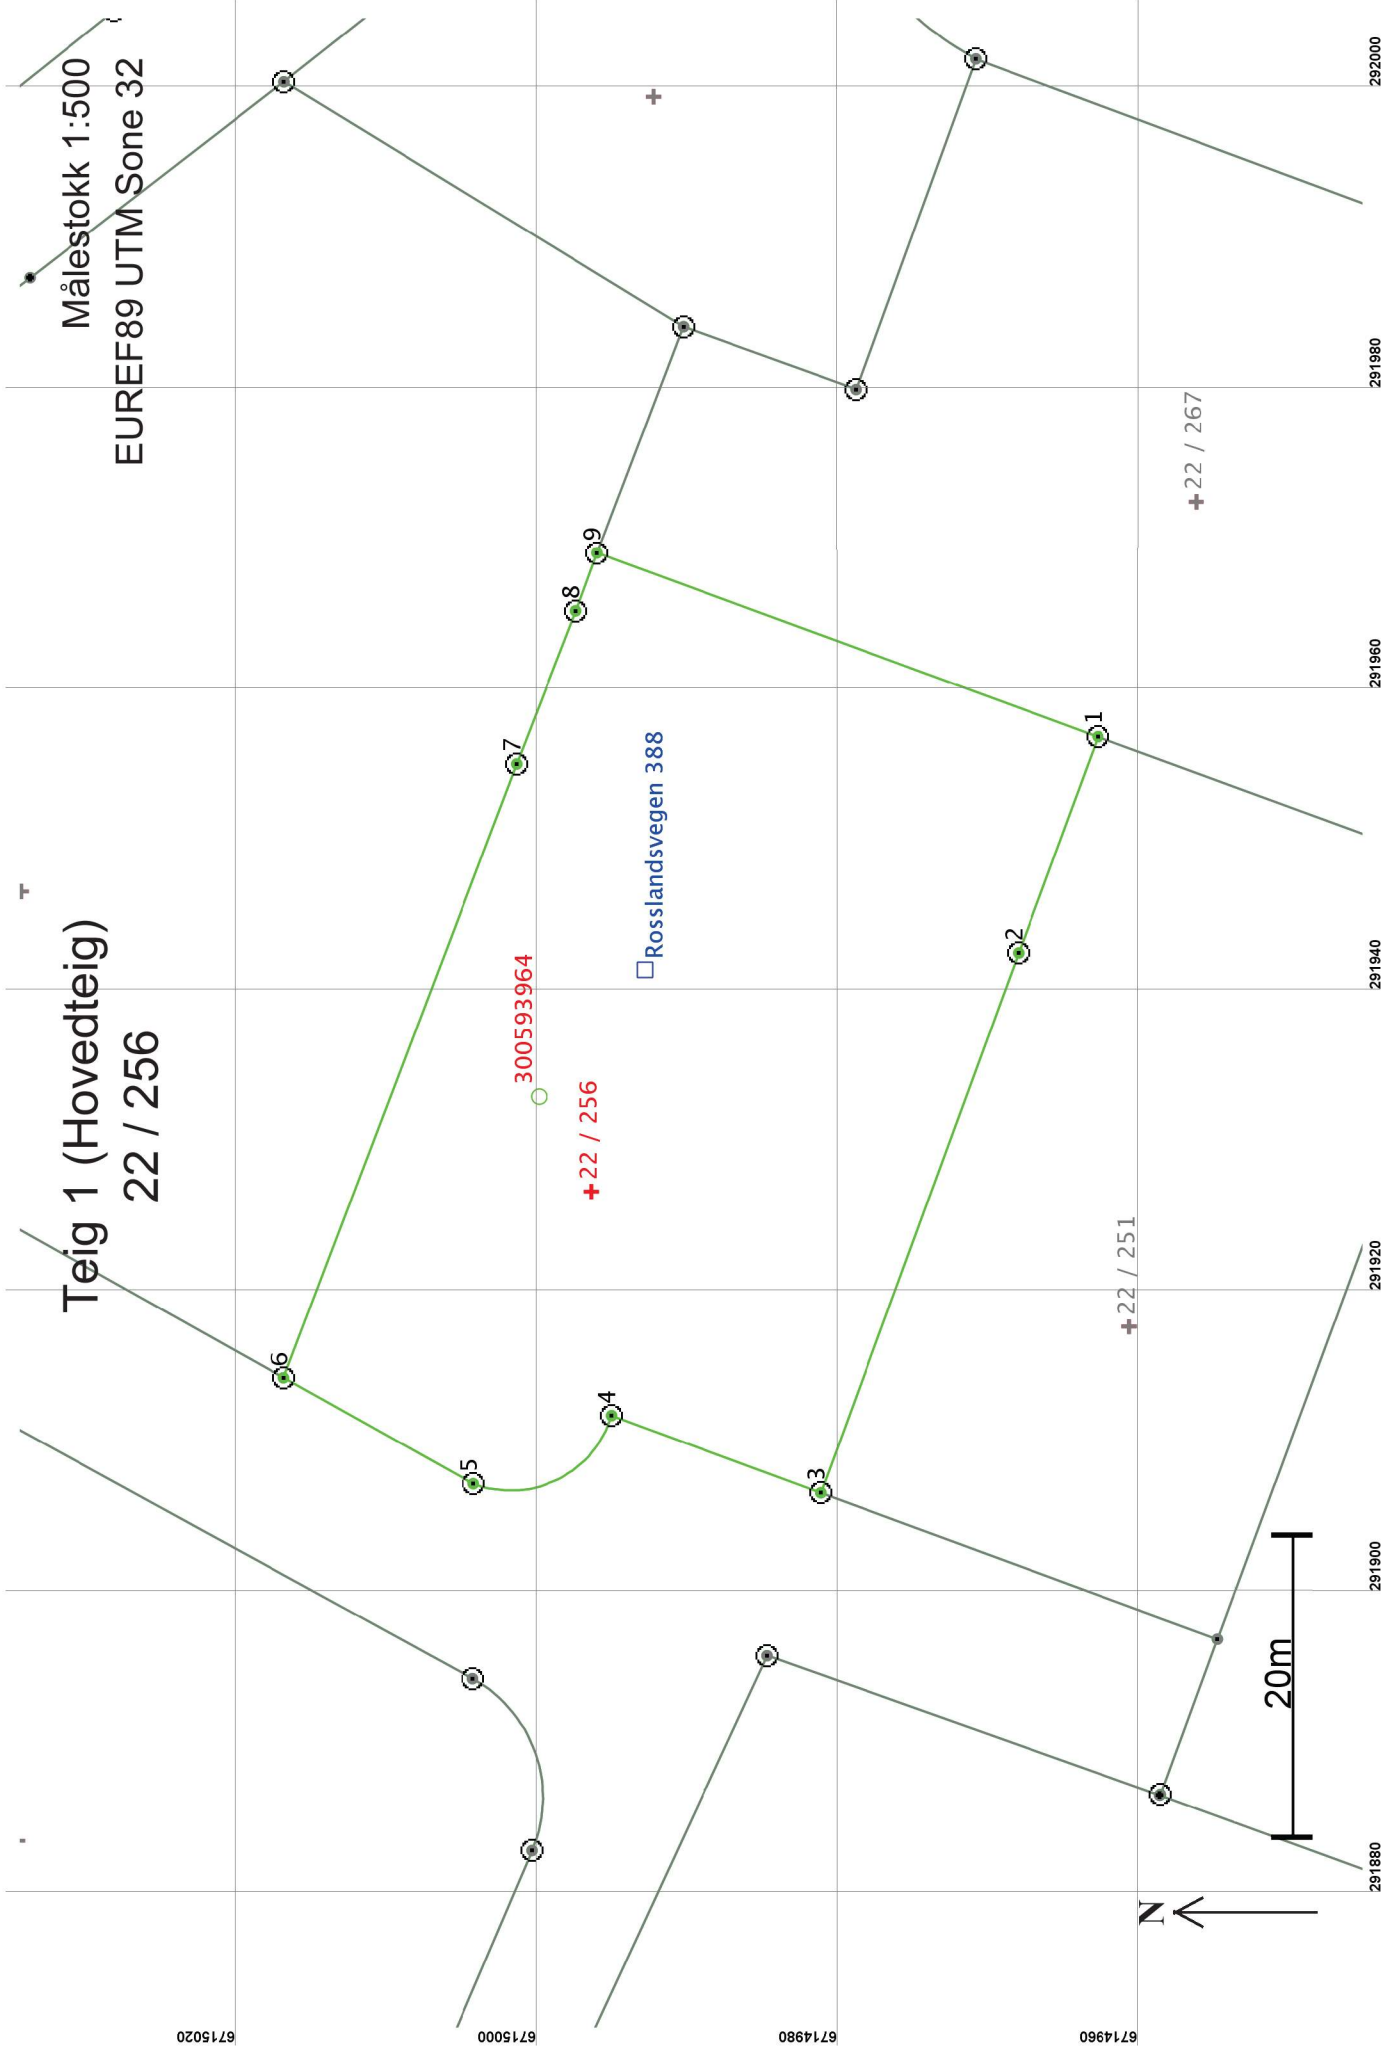 Teig 1 (Hovedteig)
22 / 256
Målestokk 1:500
EUREF89 UTM Sone 32
6
7
8
9
5
4
3
2
1
300593964
22 / 256
Rosslandsvegen 388
22 / 251
22 / 267
20m
N
6715020
6715000
6714980
6714960
291880
291900
291920
291940
291960
291980
292000